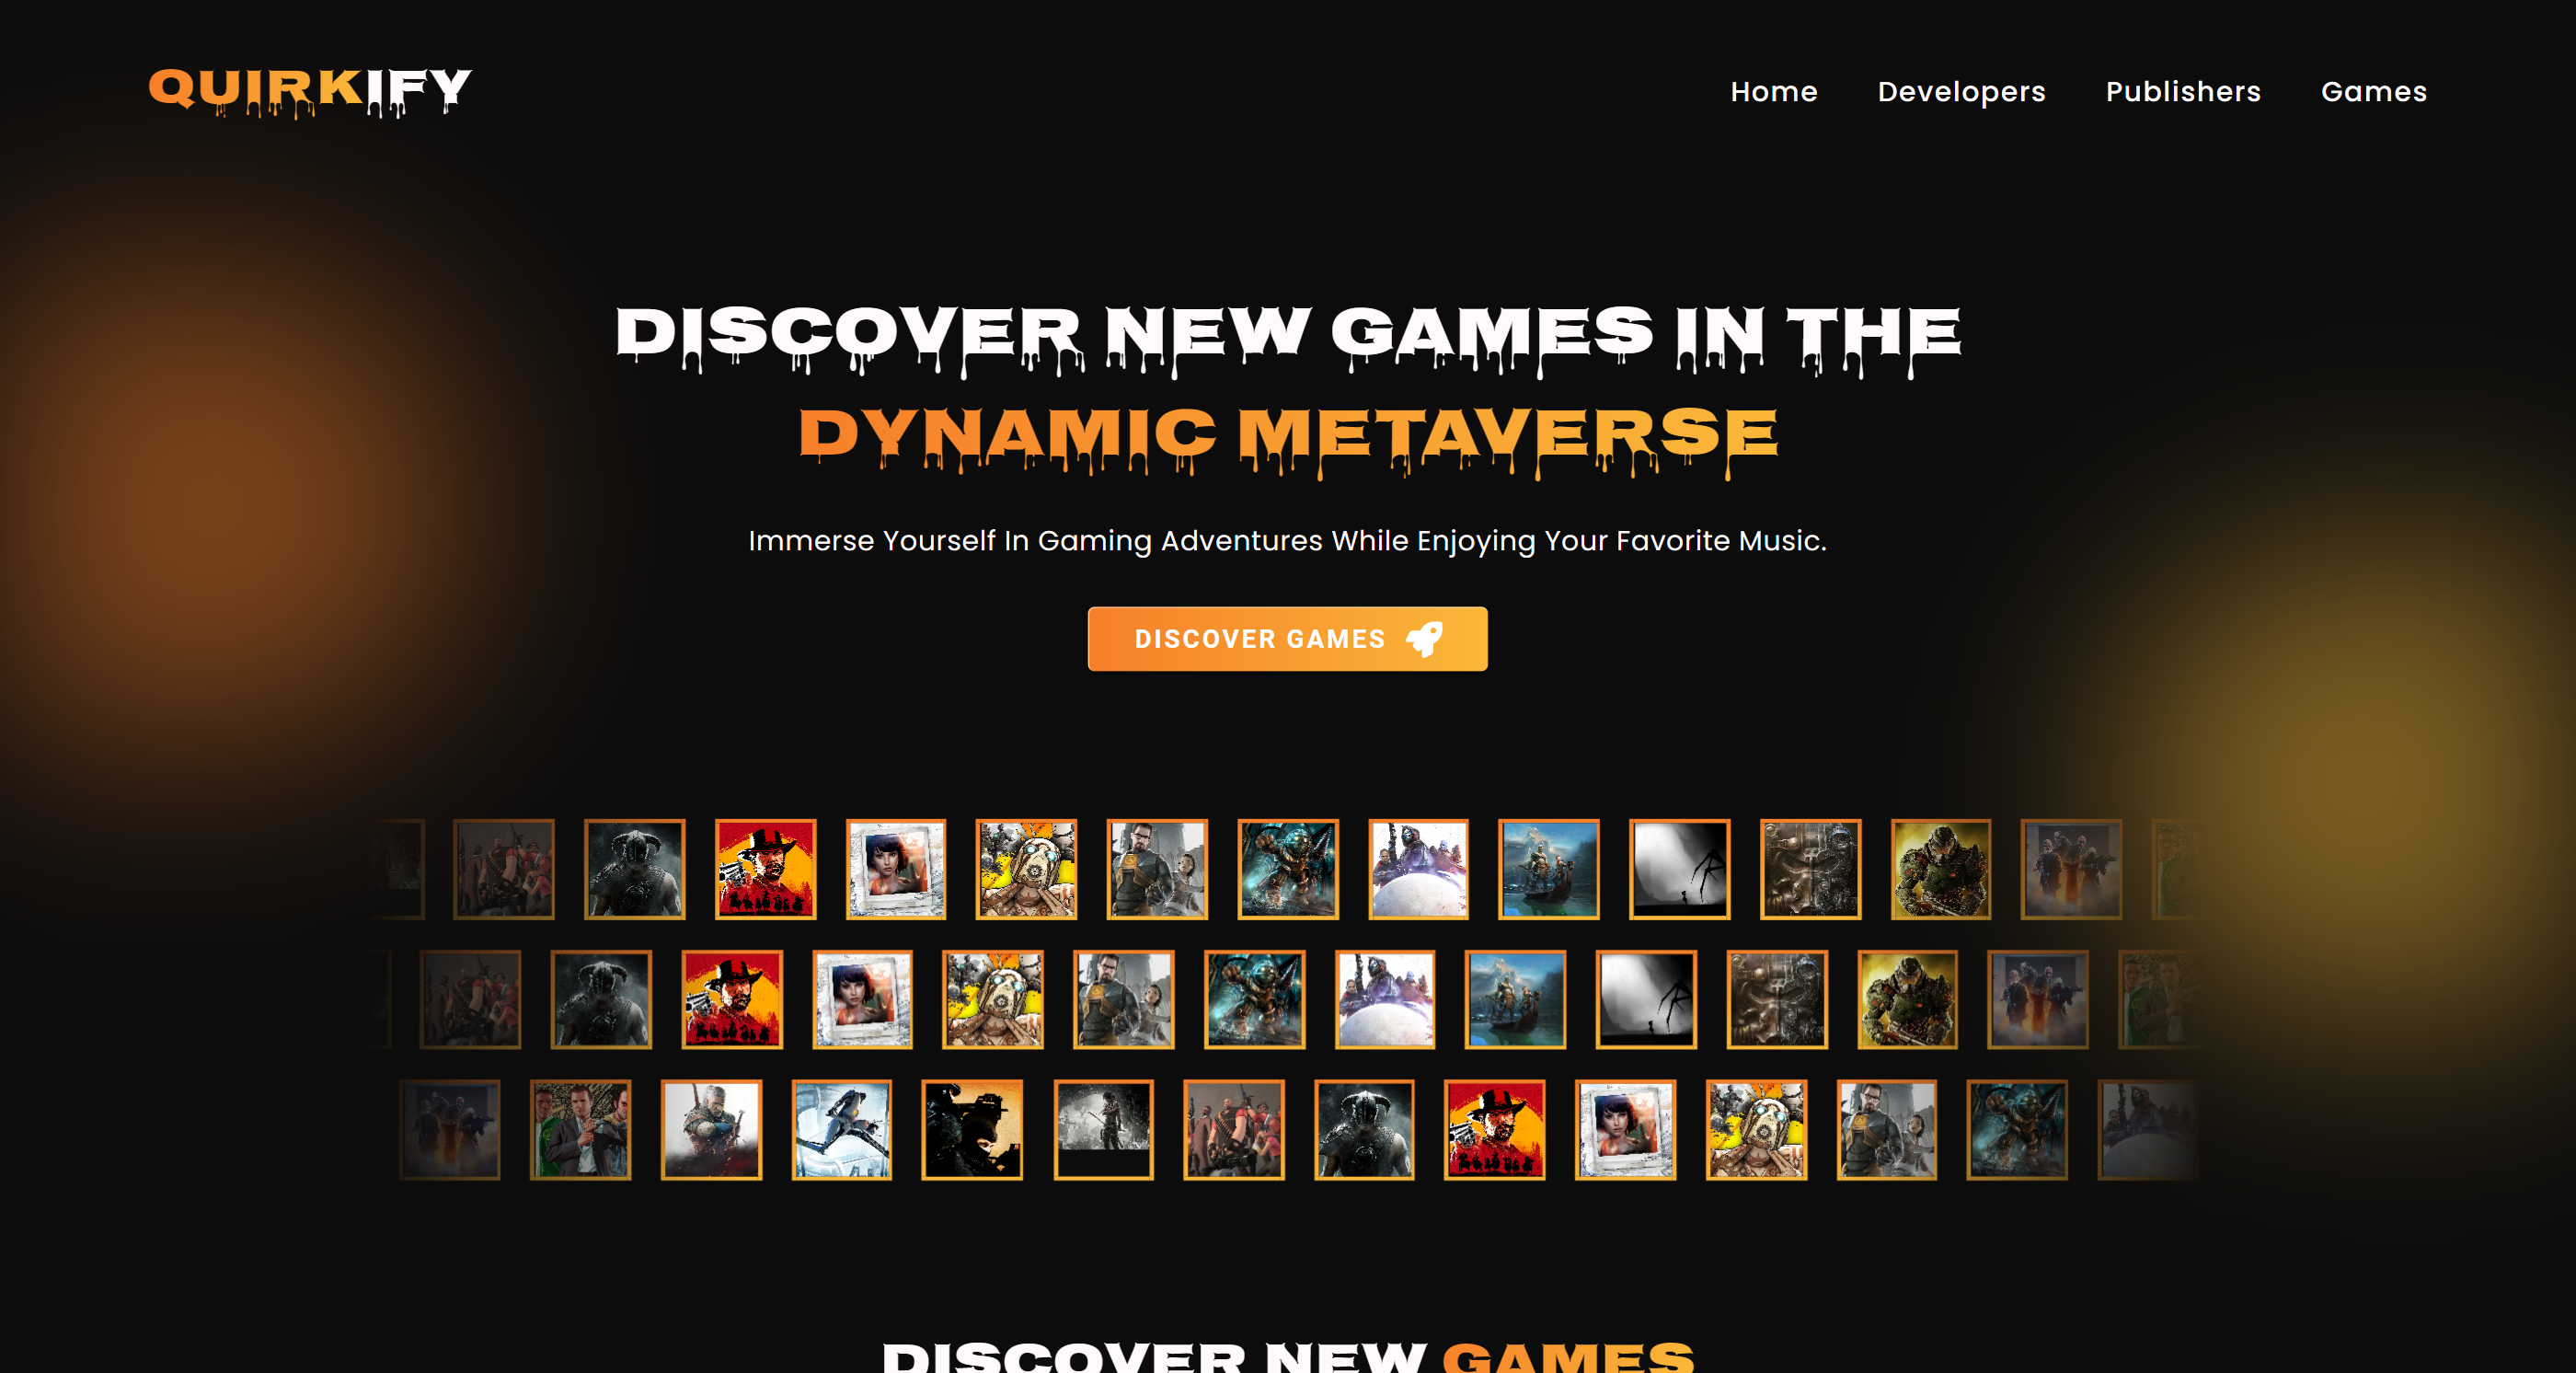 QUIRKIFY
Home Developers Publishers Games
DISCOVER NEW GAMES IN THE
DYNAMIC METAVERSE
Immerse Yourself In Gaming Adventures While Enjoying Your Favorite Music.
DISCOVER GAMES
DISCOVER NEW GAMES